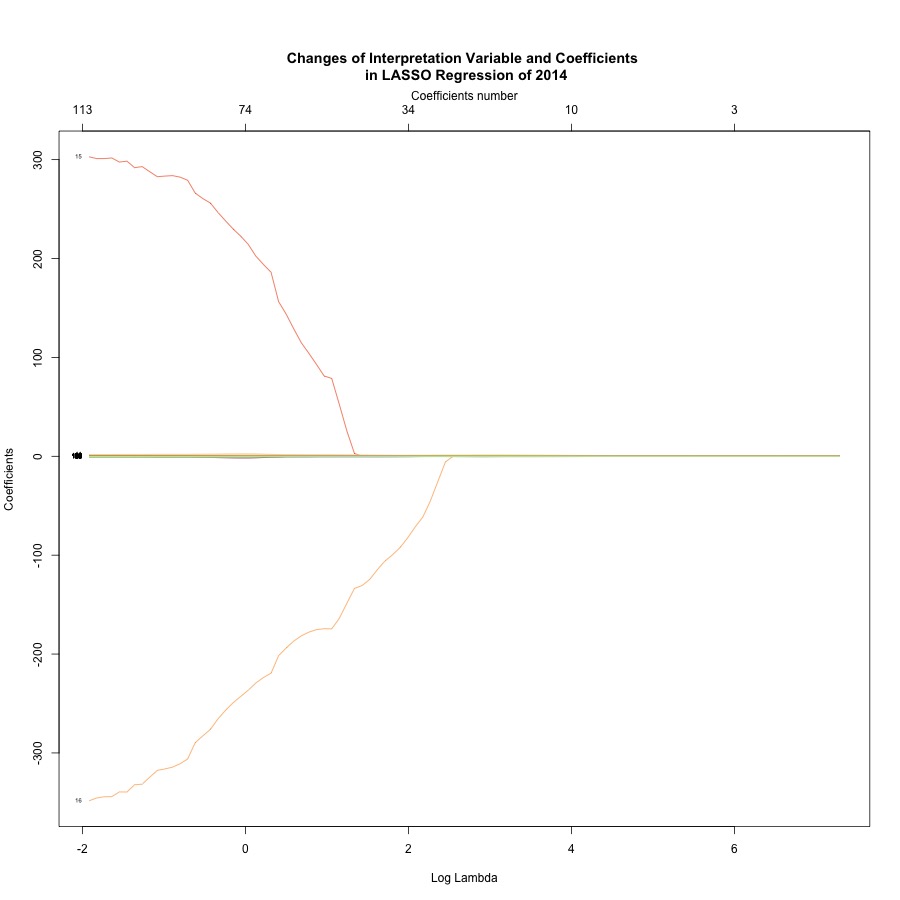 Changes of Interpretation Variable and Coefficients
in LASSO Regression of 2014
Coefficients number
113 74 34 10 3
300
15
200
100
0
-100
-200
-300
16
Coefficients
-2 0 2 4 6
Log Lambda